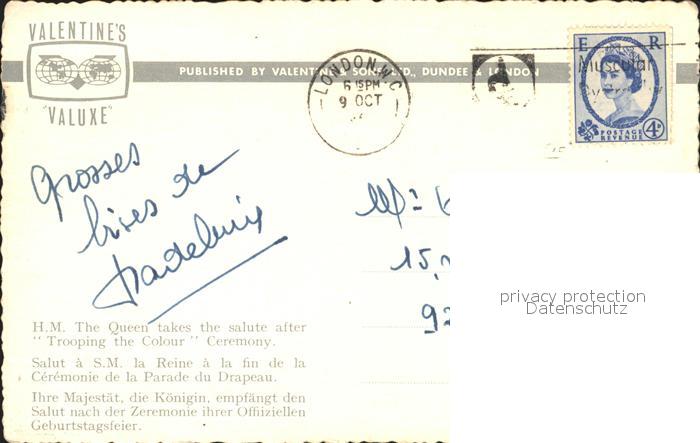 VALENTINE'S
"VALUXE"
PUBLISHED BY VALENTINE & SONS, LTD., DUNDEE & LONDON
LONDON. W.C.
6 15 PM
9 OCT
E R
Muscular
POSTAGE
REVENUE
4D
Grosses
bises de
15,
92
privacy protection
Datenschutz
H.M. The Queen takes the salute after
"Trooping the Colour" Ceremony.
Salut à S.M. la Reine à la fin de la
Cérémonie de la Parade du Drapeau.
Ihre Majestät, die Königin, empfängt den
Salut nach der Zeremonie ihrer Offiziellen
Geburtstagsfeier.